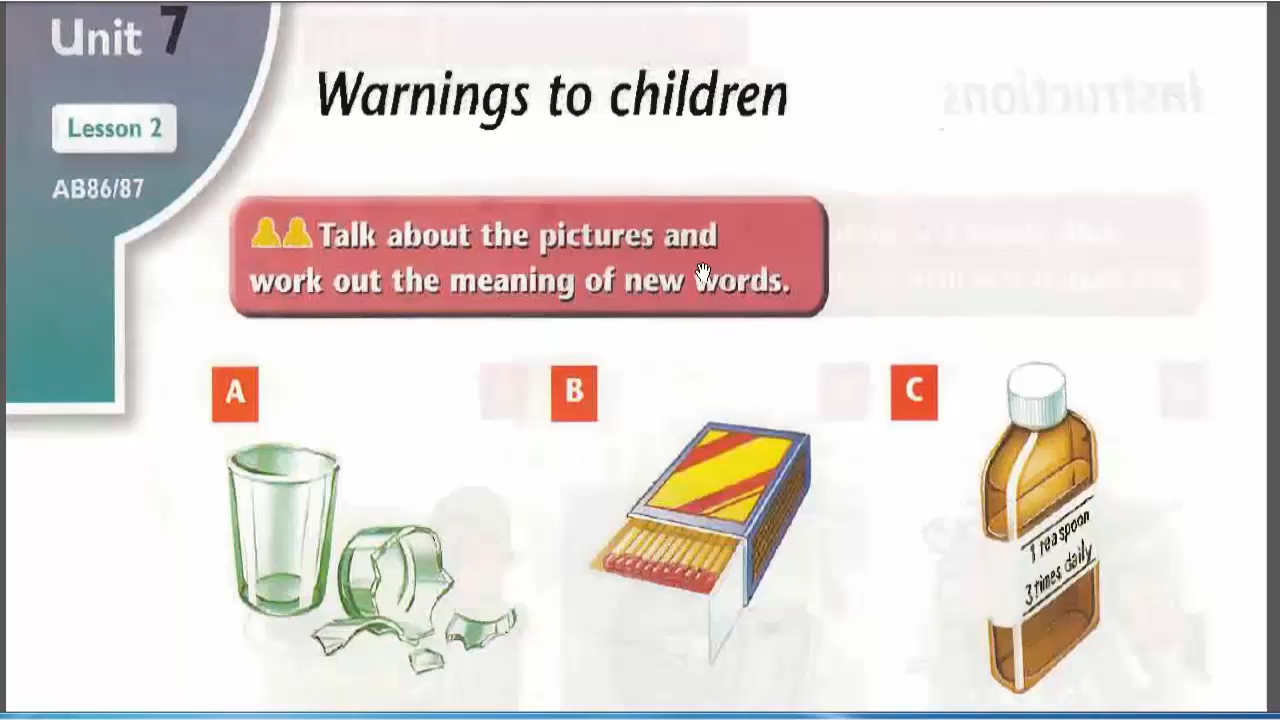 Unit 7
Lesson 2
AB86/87
Warnings to children
Talk about the pictures and
work out the meaning of new words.
A
B
C
1 teaspoon
3 times daily
Instructions